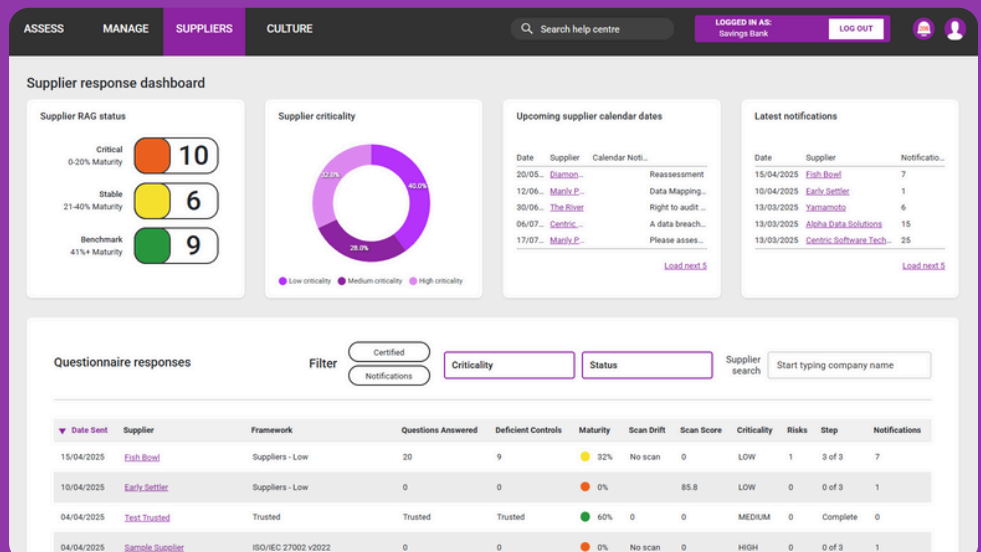 ASSESS MANAGE SUPPLIERS CULTURE Search help centre LOGGED IN AS: Savings Bank LOG OUT
Supplier response dashboard
Supplier RAG status
Critical
0-20% Maturity
10
Stable
21-40% Maturity
6
Benchmark
41%+ Maturity
9
Supplier criticality
32.0%
40.0%
28.0%
Low criticality Medium criticality High criticality
Upcoming supplier calendar dates
Date Supplier Calendar Noti...
20/05... Diamon... Reassessment
12/06... Manly P... Data Mapping...
30/06... The River Right to audit ...
06/07... Centric ... A data breach...
17/07... Manly P... Please asses...
Load next 5
Latest notifications
Date Supplier Notificatio...
15/04/2025 Fish Bowl 7
10/04/2025 Early Settler 1
13/03/2025 Yamamoto 6
13/03/2025 Alpha Data Solutions 15
13/03/2025 Centric Software Tech... 25
Load next 5
Questionnaire responses
Filter
Certified
Notifications
Criticality
Status
Supplier
search
Start typing company name
Date Sent Supplier Framework Questions Answered Deficient Controls Maturity Scan Drift Scan Score Criticality Risks Step Notifications
15/04/2025 Fish Bowl Suppliers - Low 20 9 32% No scan 0 LOW 1 3 of 3 7
10/04/2025 Early Settler Suppliers - Low 0 0 0% 85.8 LOW 0 0 of 3 1
04/04/2025 Test Trusted Trusted Trusted Trusted 60% 0 0 MEDIUM 0 Complete 0
04/04/2025 Sample Supplier ISO/IEC 27002 v2022 0 0 0% No scan 0 HIGH 0 0 of 3 1